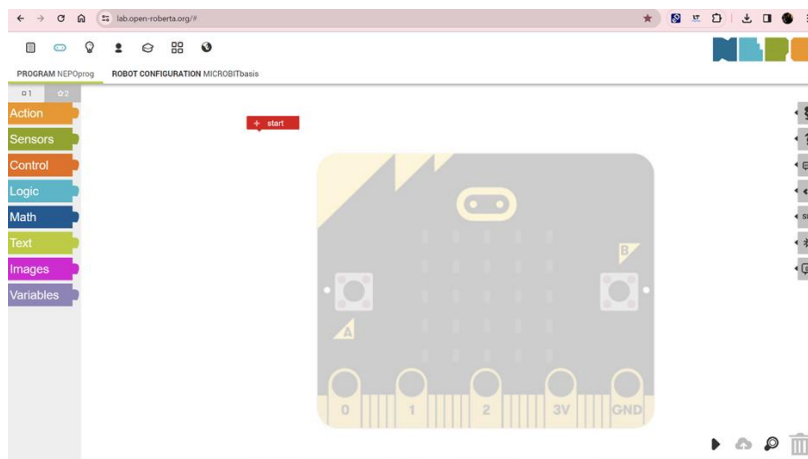 lab.open-roberta.org/#
NEPO
PROGRAM NEPOprog ROBOT CONFIGURATION MICROBITbasis
1 2
Action
+ start
Sensors
Control
Logic
Math
Text
Images
Variables
B
A
0 1 2 3V GND